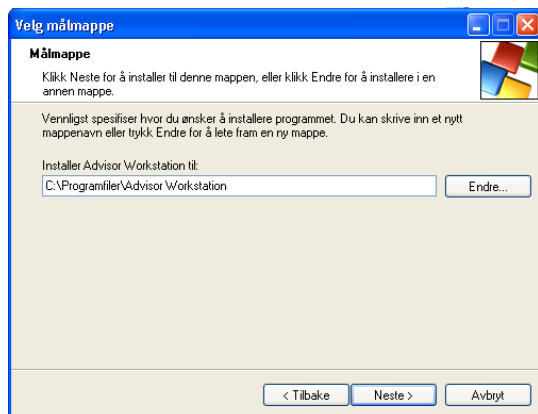 Velg målmappe
Målmappe
Klikk Neste for å installer til denne mappen, eller klikk Endre for å installere i en
annen mappe.
Vennligst spesifiser hvor du ønsker å installere programmet. Du kan skrive inn et nytt
mappenavn eller trykk Endre for å lete fram en ny mappe.
Installer Advisor Workstation til:
C:\Programfiler\Advisor Workstation
Endre...
< Tilbake
Neste >
Avbryt